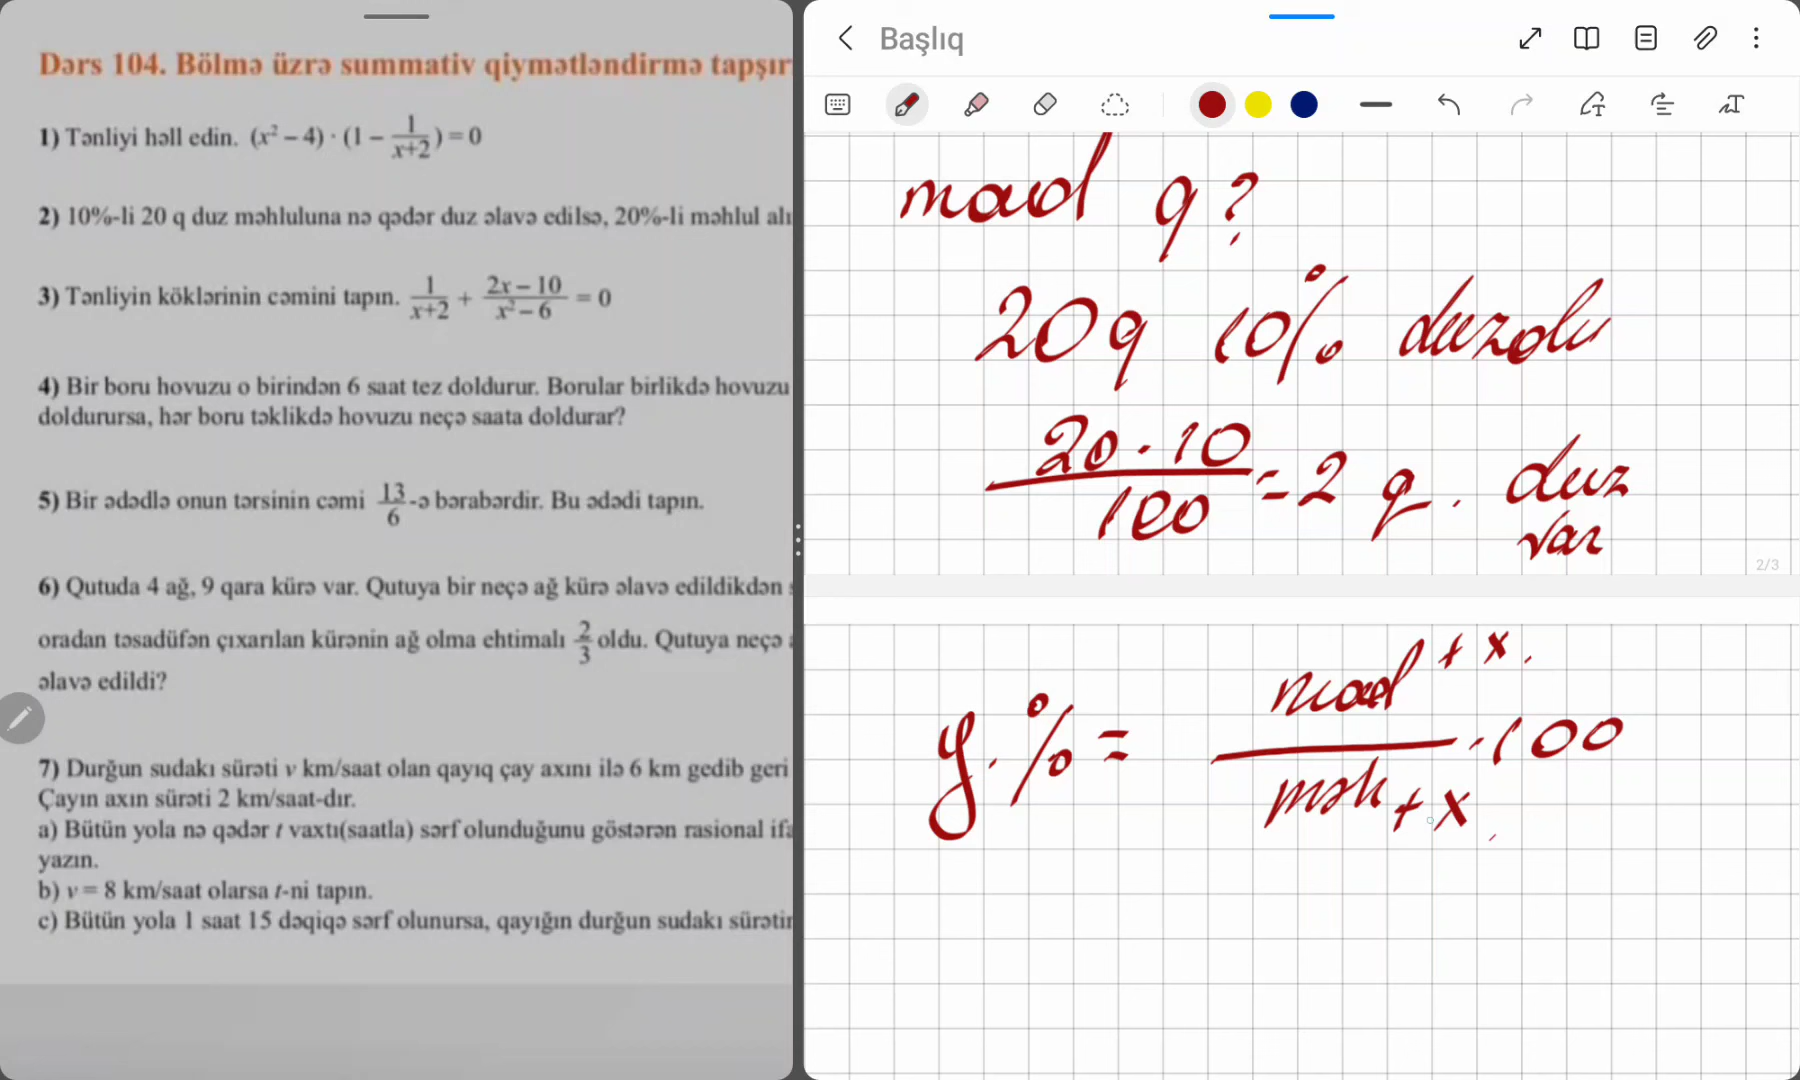 Dərs 104. Bölmə üzrə summativ qiymətləndirmə tapşır
1) Tənliyi həll edin. (x² – 4) · (1 – 1/(x+2)) = 0
2) 10%-li 20 q duz məhluluna nə qədər duz əlavə edilsə, 20%-li məhlul alı
3) Tənliyin köklərinin cəmini tapın. 1/(x+2) + (2x – 10)/(x² – 6) = 0
4) Bir boru hovuzu o birindən 6 saat tez doldurur. Borular birlikdə hovuzu
doldurursa, hər boru təklikdə hovuzu neçə saata doldurar?
5) Bir ədədlə onun tərsinin cəmi 13/6-ə bərabərdir. Bu ədədi tapın.
6) Qutuda 4 ağ, 9 qara kürə var. Qutuya bir neçə ağ kürə əlavə edildikdən s
oradan təsadüfən çıxarılan kürənin ağ olma ehtimalı 2/3 oldu. Qutuya neçə a
əlavə edildi?
7) Durğun sudakı sürəti v km/saat olan qayıq çay axını ilə 6 km gedib geri
Çayın axın sürəti 2 km/saat-dır.
a) Bütün yola nə qədər t vaxtı(saatla) sərf olunduğunu göstərən rasional ifa
yazın.
b) v = 8 km/saat olarsa t-ni tapın.
c) Bütün yola 1 saat 15 dəqiqə sərf olunursa, qayığın durğun sudakı sürətin
Başlıq
mad q?
20q 10% duzdu
20·10/100 = 2 q. duz
var
2/3
y.% = (mad + x)/(məh + x) · 100